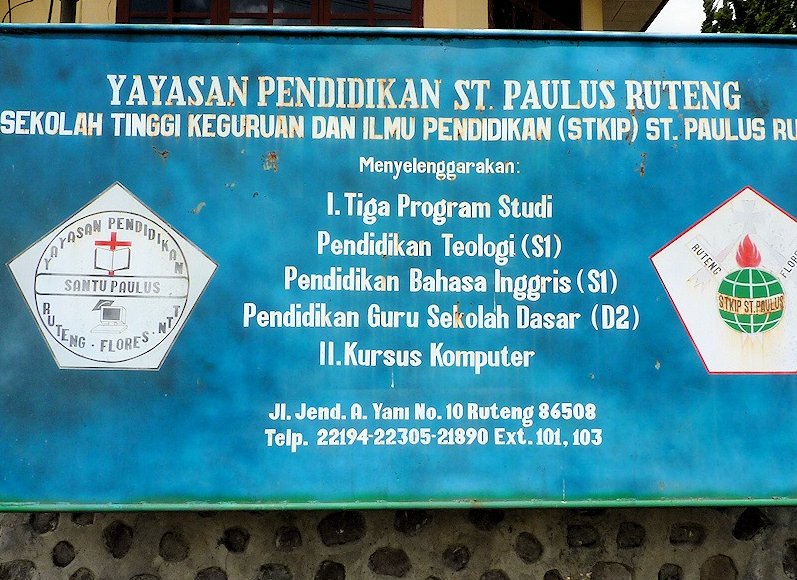 YAYASAN PENDIDIKAN ST. PAULUS RUTENG
SEKOLAH TINGGI KEGURUAN DAN ILMU PENDIDIKAN (STKIP) ST. PAULUS RU
Menyelenggarakan:
I. Tiga Program Studi
Pendidikan Teologi (S1)
Pendidikan Bahasa Inggris (S1)
Pendidikan Guru Sekolah Dasar (D2)
II. Kursus Komputer
Jl. Jend. A. Yani No. 10 Ruteng 86508
Telp. 22194-22305-21890 Ext. 101, 103
YAYASAN PENDIDIKAN
SANTU PAULUS
RUTENG · FLORES · NTT
RUTENG FLORES
STKIP ST. PAULUS